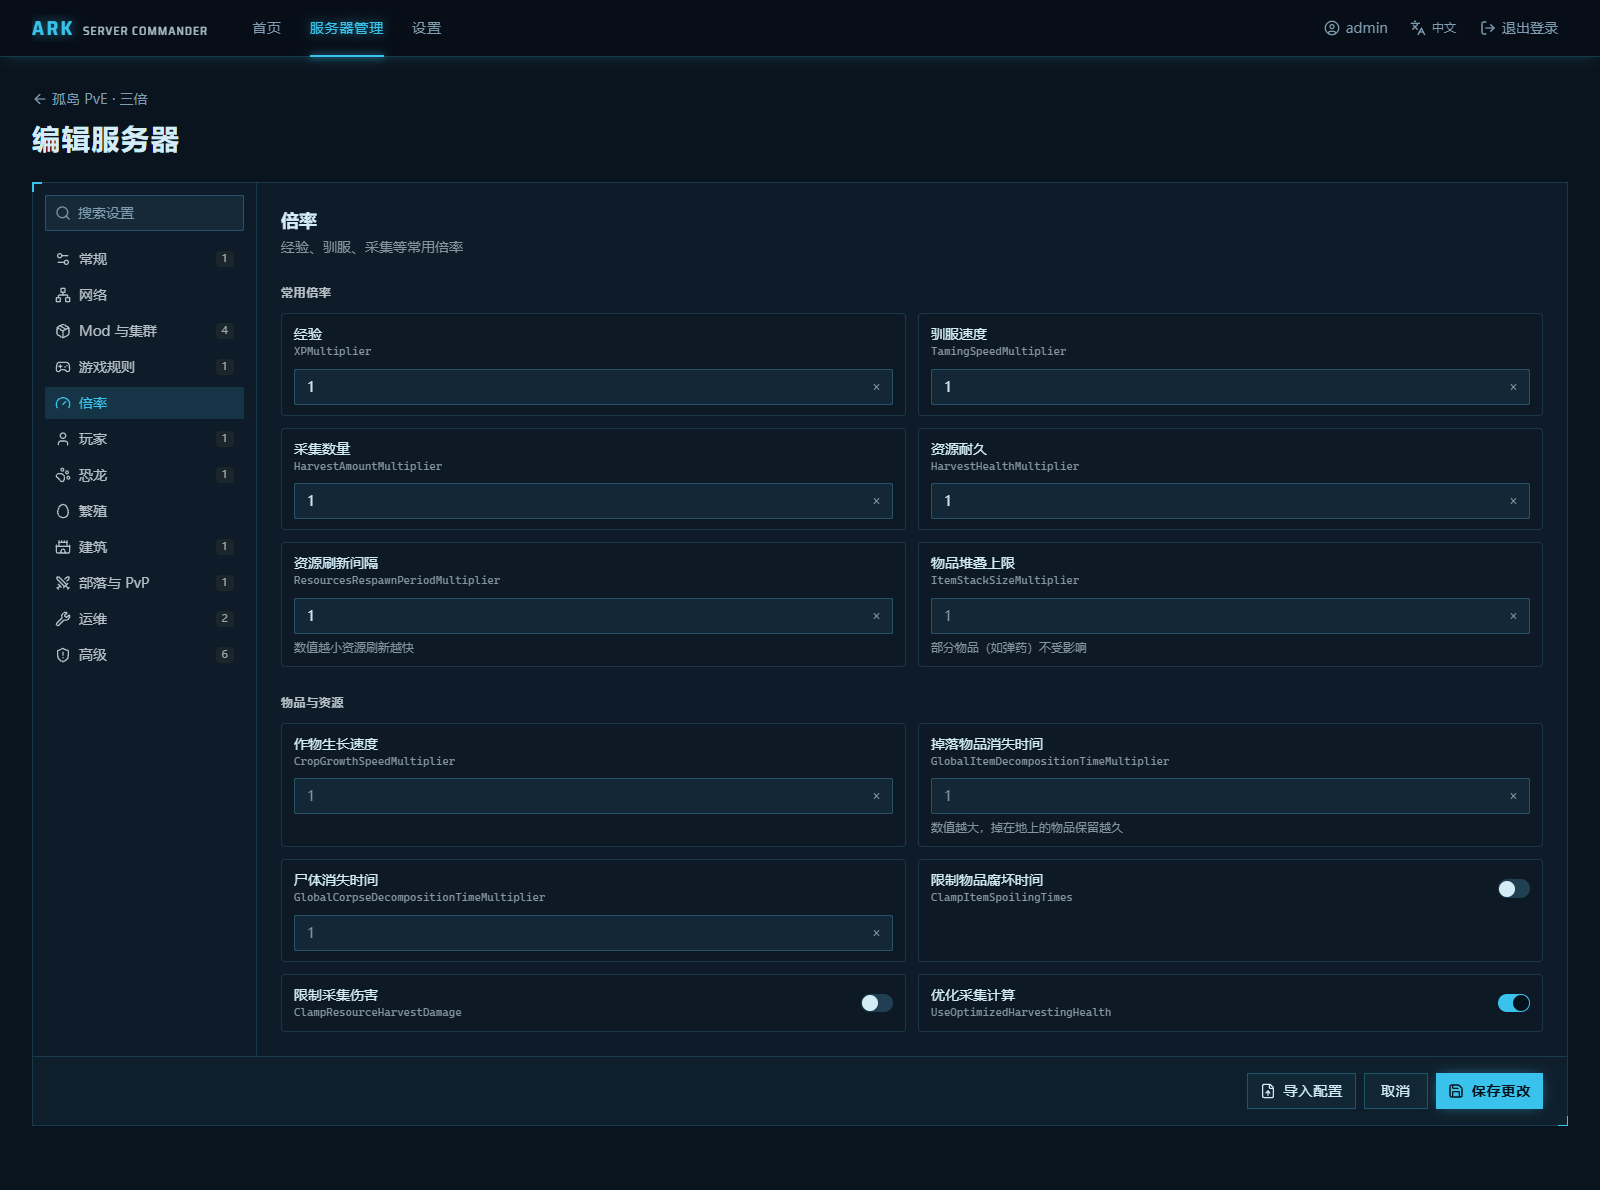 ARK SERVER COMMANDER
首页
服务器管理
设置
admin
中文
退出登录
← 孤岛 PvE · 三倍
编辑服务器
搜索设置
常规 1
网络
Mod 与集群 4
游戏规则 1
倍率
玩家 1
恐龙 1
繁殖
建筑 1
部落与 PvP 1
运维 2
高级 6
倍率
经验、驯服、采集等常用倍率
常用倍率
经验
XPMultiplier
1 ×
驯服速度
TamingSpeedMultiplier
1 ×
采集数量
HarvestAmountMultiplier
1 ×
资源耐久
HarvestHealthMultiplier
1 ×
资源刷新间隔
ResourcesRespawnPeriodMultiplier
1 ×
数值越小资源刷新越快
物品堆叠上限
ItemStackSizeMultiplier
1 ×
部分物品（如弹药）不受影响
物品与资源
作物生长速度
CropGrowthSpeedMultiplier
1 ×
掉落物品消失时间
GlobalItemDecompositionTimeMultiplier
1 ×
数值越大，掉在地上的物品保留越久
尸体消失时间
GlobalCorpseDecompositionTimeMultiplier
1 ×
限制物品腐坏时间
ClampItemSpoilingTimes
限制采集伤害
ClampResourceHarvestDamage
优化采集计算
UseOptimizedHarvestingHealth
导入配置
取消
保存更改